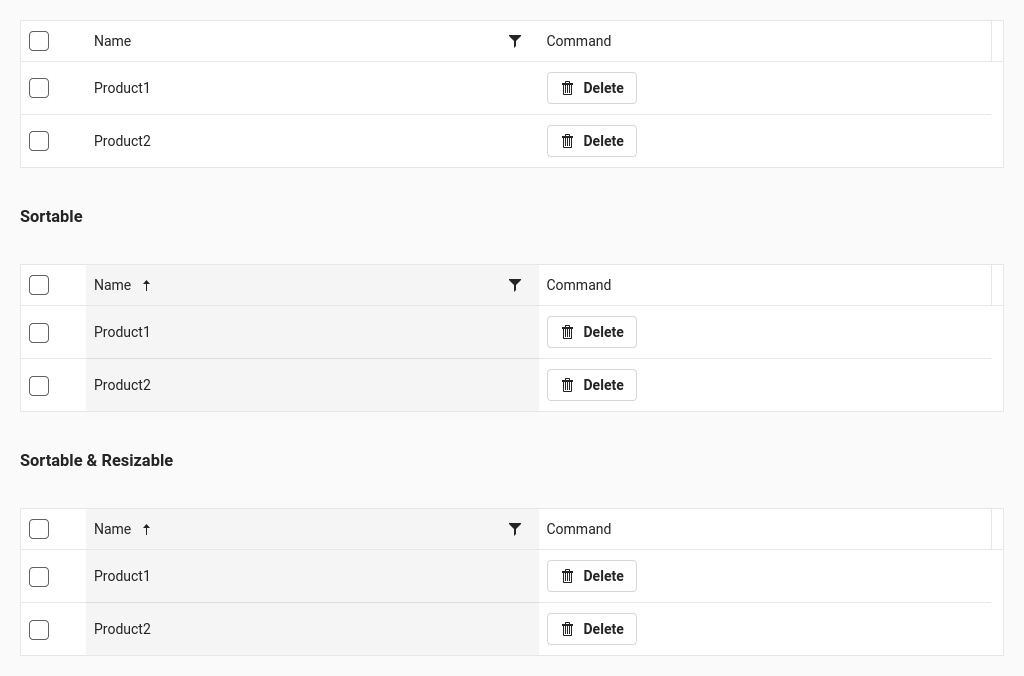 Name Command
Product1 Delete
Product2 Delete
Sortable
Name Command
Product1 Delete
Product2 Delete
Sortable & Resizable
Name Command
Product1 Delete
Product2 Delete